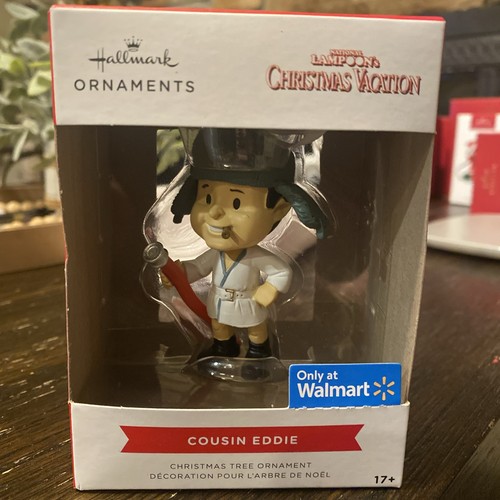 Hallmark
ORNAMENTS
NATIONAL
LAMPOON'S
CHRISTMAS VACATION
Only at
Walmart
COUSIN EDDIE
CHRISTMAS TREE ORNAMENT
DÉCORATION POUR L'ARBRE DE NOËL
17+